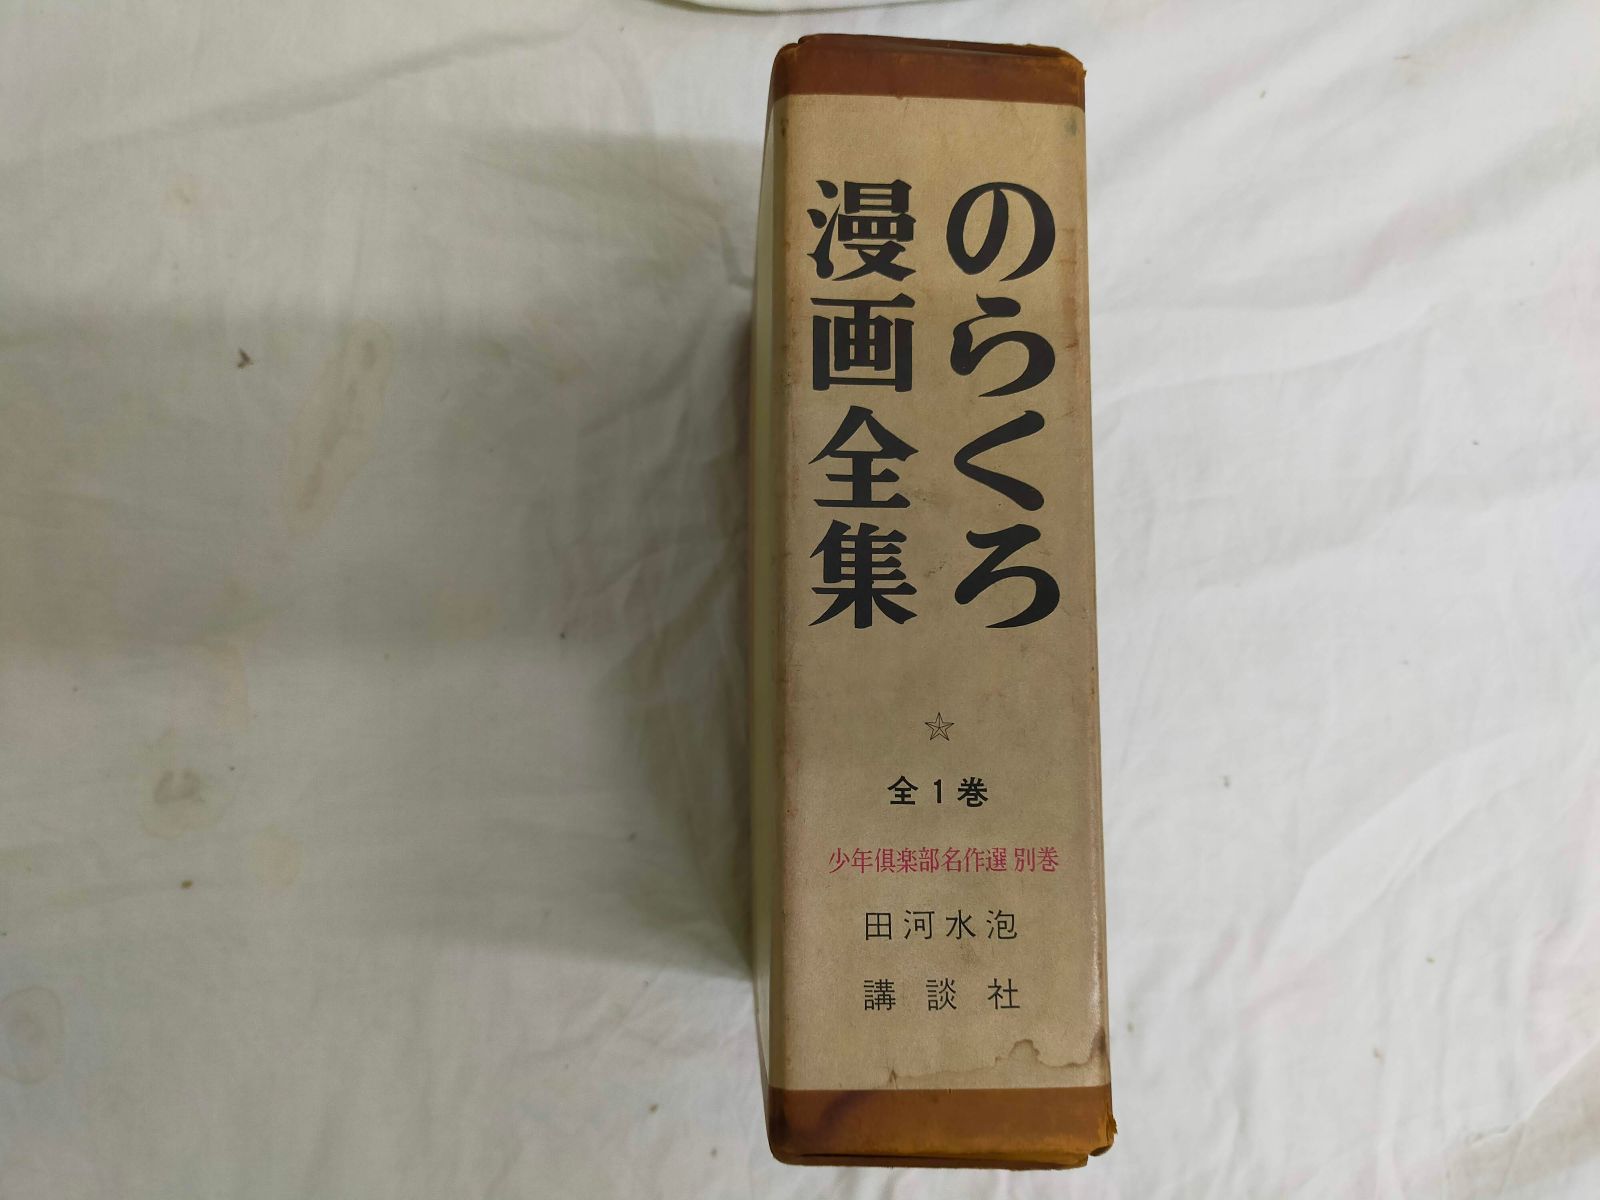 のらくろ
漫画全集
全1巻
少年倶楽部名作選 別巻
田河水泡
講談社